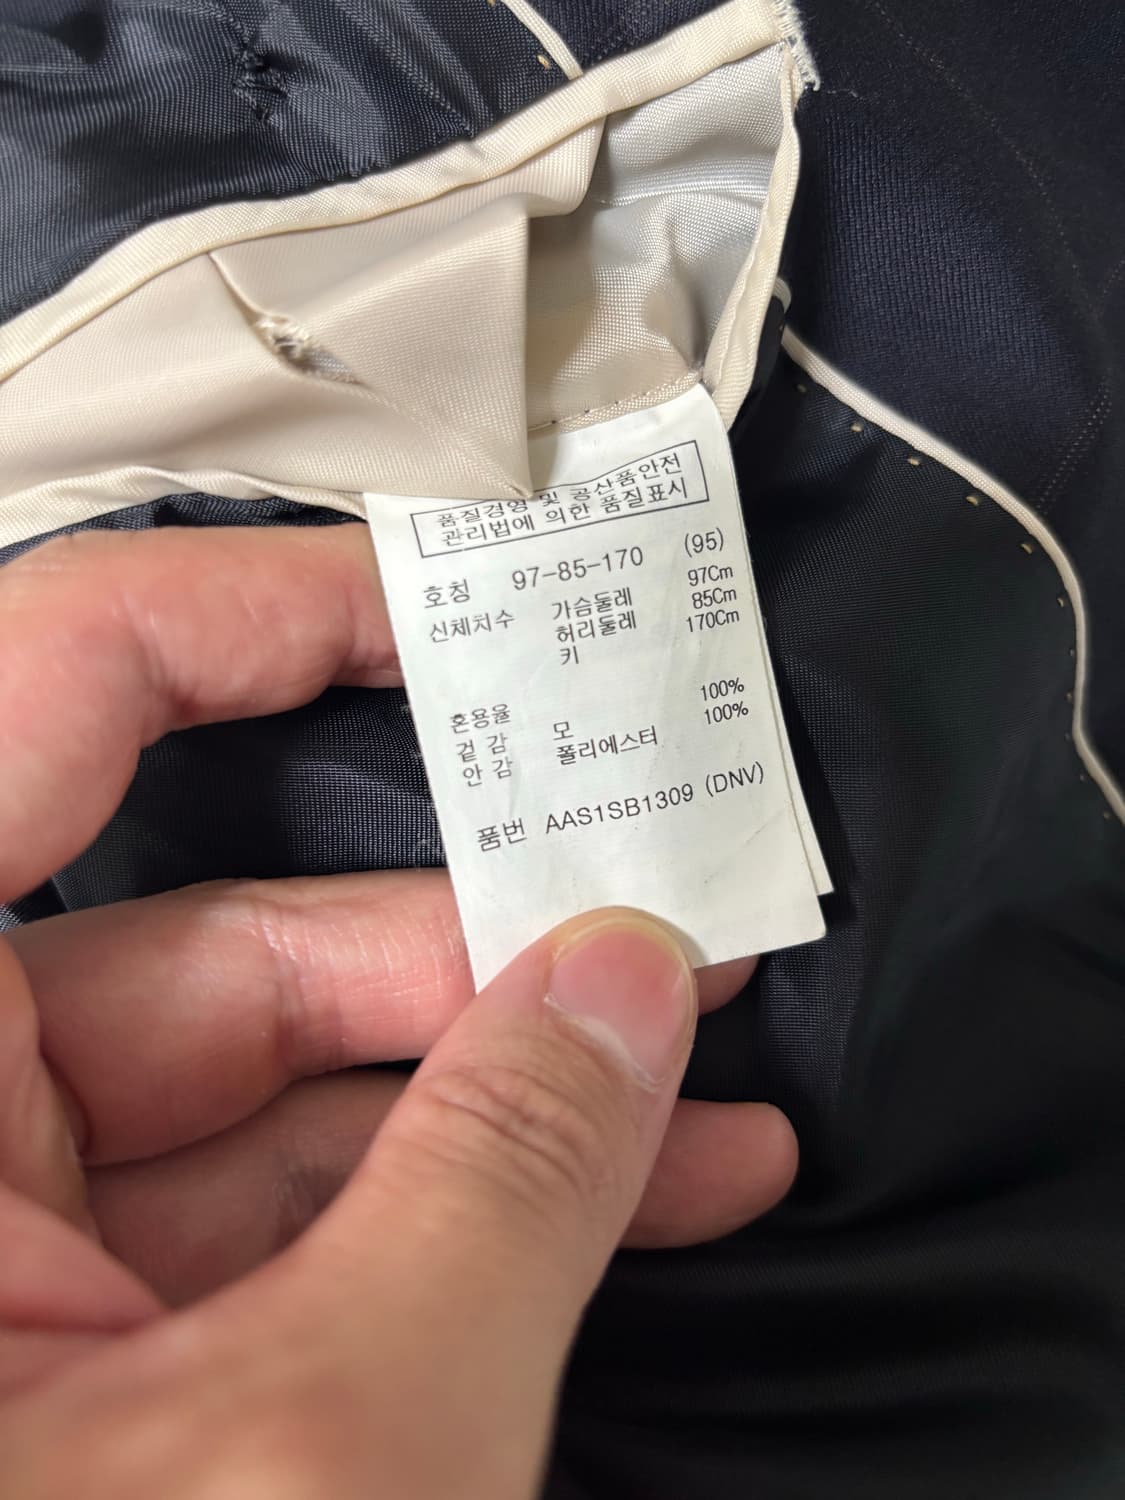 품질경영 및 공산품안전
관리법에 의한 품질표시
호칭 97-85-170 (95)
신체치수 가슴둘레 97Cm
허리둘레 85Cm
키 170Cm
혼용율
겉 감 모 100%
안 감 폴리에스터 100%
품번 AAS1SB1309 (DNV)